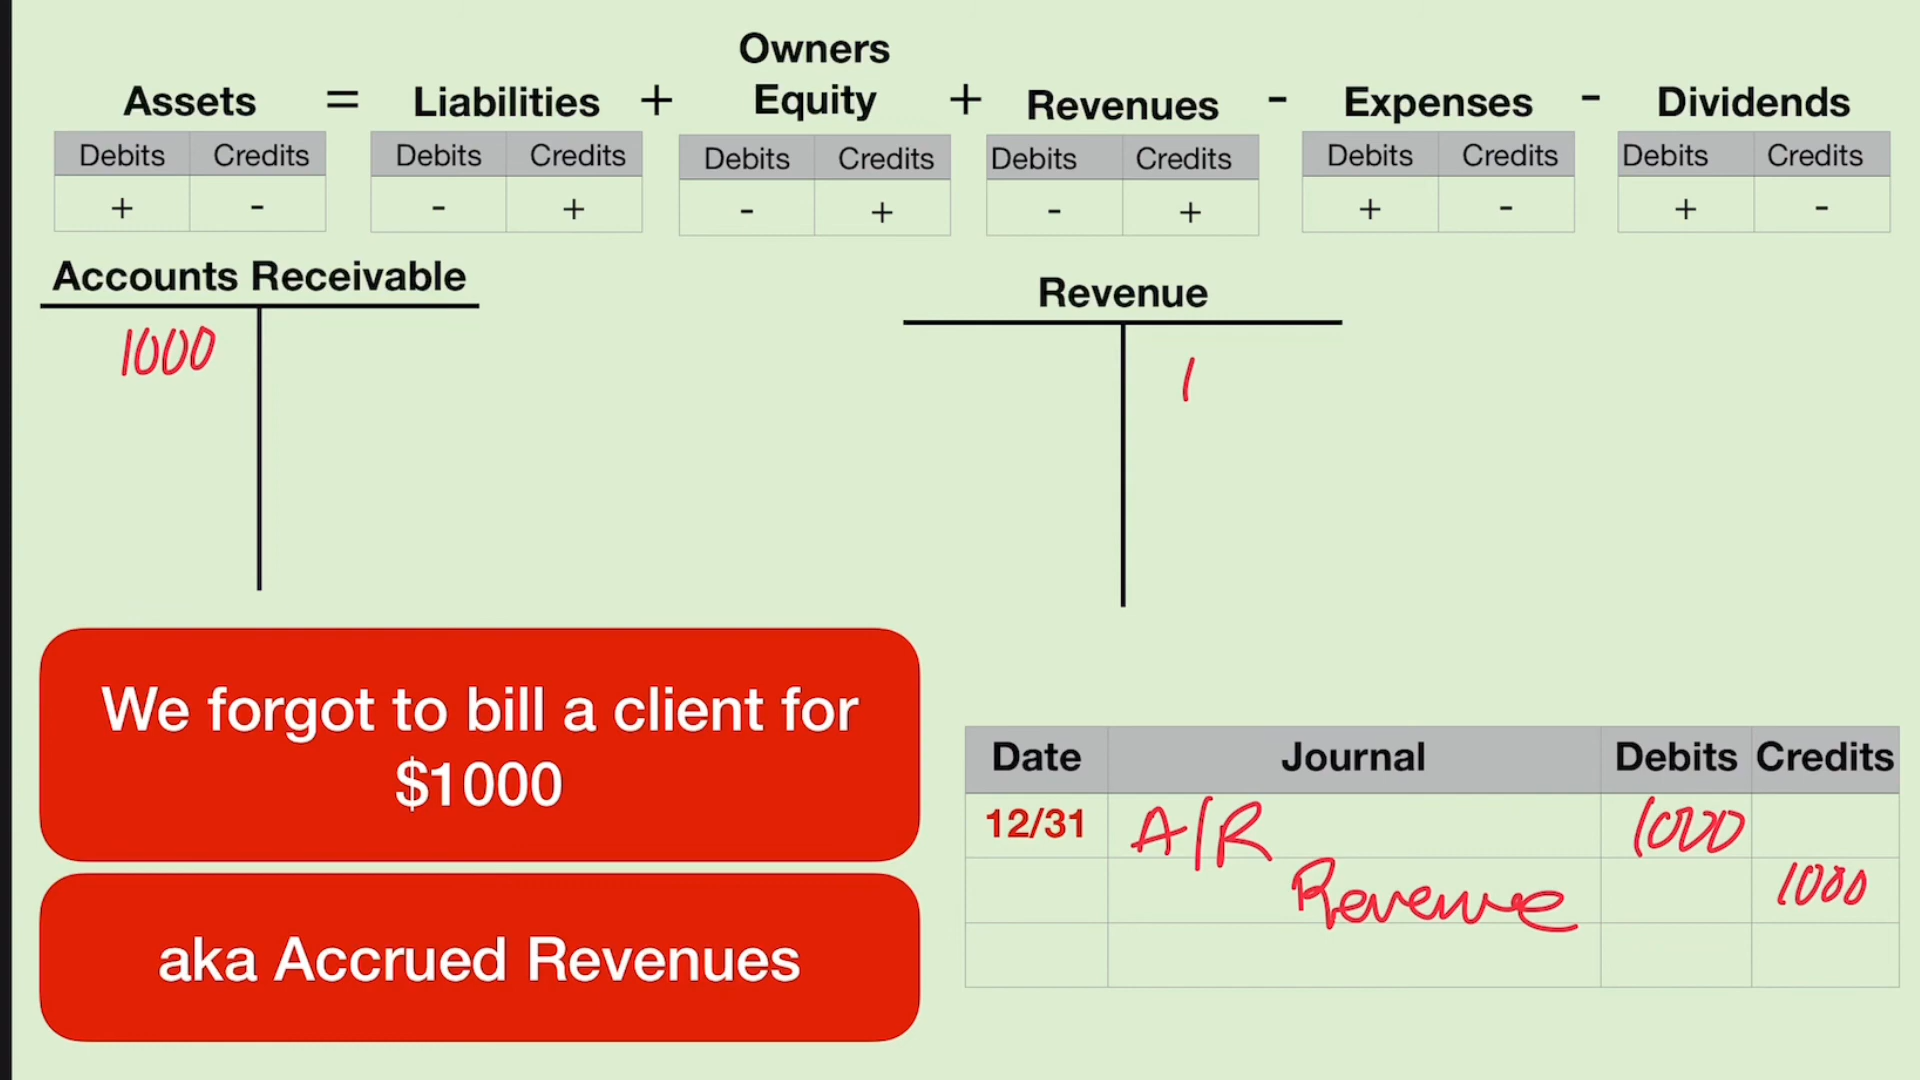 Owners
Assets = Liabilities + Equity + Revenues - Expenses - Dividends
Debits Credits Debits Credits Debits Credits Debits Credits Debits Credits Debits Credits
+ - - + - + - + + - + -
Accounts Receivable
Revenue
1000
1
We forgot to bill a client for
$1000
aka Accrued Revenues
Date Journal Debits Credits
12/31 A/R 1000
Revenue 1000